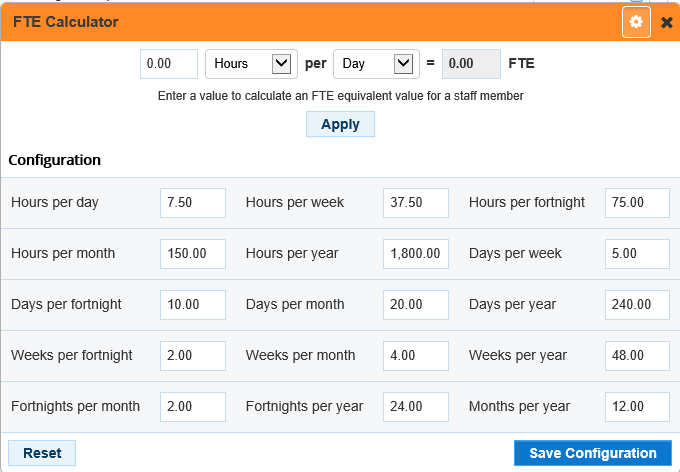 FTE Calculator
0.00 Hours per Day = 0.00 FTE
Enter a value to calculate an FTE equivalent value for a staff member
Apply
Configuration
Hours per day 7.50 Hours per week 37.50 Hours per fortnight 75.00
Hours per month 150.00 Hours per year 1,800.00 Days per week 5.00
Days per fortnight 10.00 Days per month 20.00 Days per year 240.00
Weeks per fortnight 2.00 Weeks per month 4.00 Weeks per year 48.00
Fortnights per month 2.00 Fortnights per year 24.00 Months per year 12.00
Reset Save Configuration